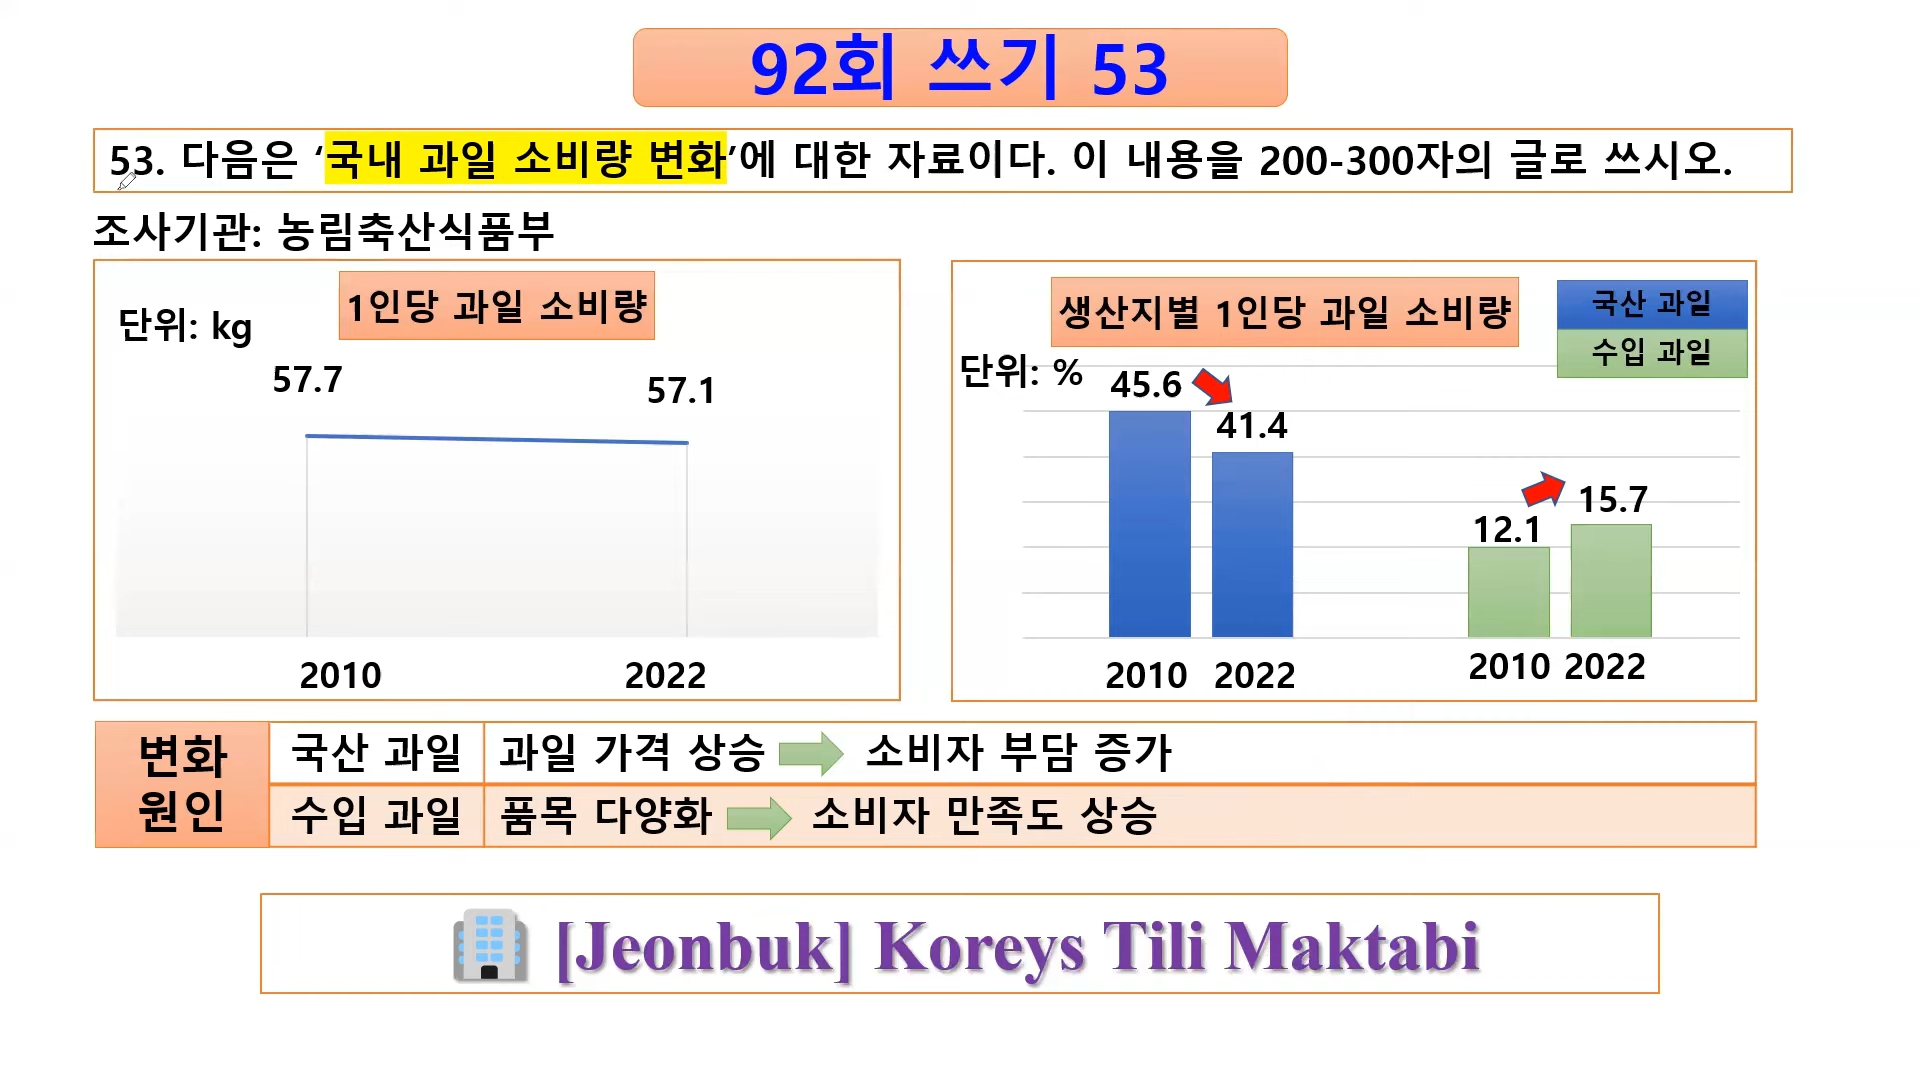 92회 쓰기 53
53. 다음은 ‘국내 과일 소비량 변화’에 대한 자료이다. 이 내용을 200-300자의 글로 쓰시오.
조사기관: 농림축산식품부
1인당 과일 소비량
단위: kg
57.7
57.1
2010
2022
생산지별 1인당 과일 소비량
국산 과일
수입 과일
단위: %
45.6
41.4
12.1
15.7
2010 2022
2010 2022
변화
원인
국산 과일
과일 가격 상승
소비자 부담 증가
수입 과일
품목 다양화
소비자 만족도 상승
[Jeonbuk] Koreys Tili Maktabi